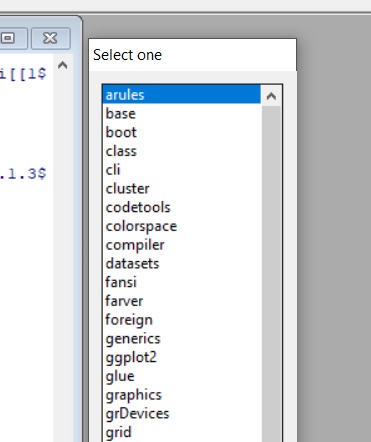 i[[1$
.1.3$
Select one
arules
base
boot
class
cli
cluster
codetools
colorspace
compiler
datasets
fansi
farver
foreign
generics
ggplot2
glue
graphics
grDevices
grid